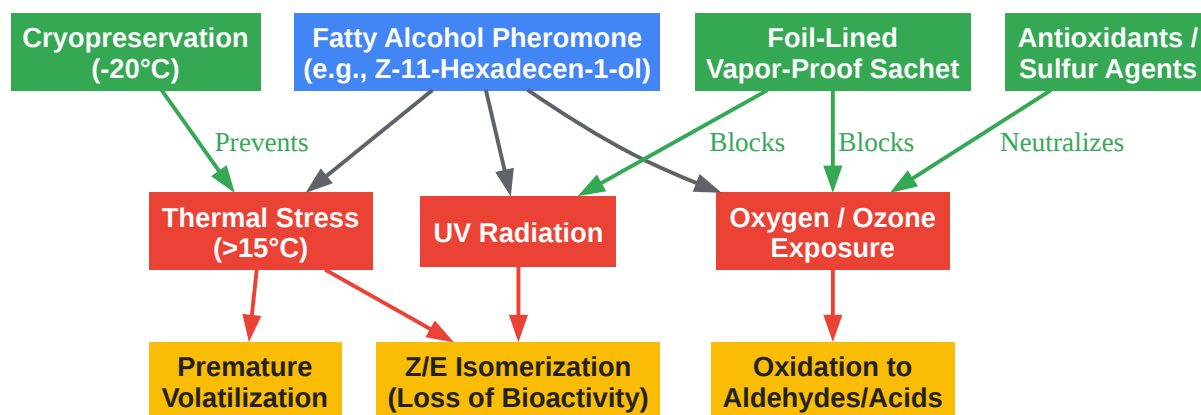 Cryopreservation
(-20°C)
Fatty Alcohol Pheromone
(e.g., Z-11-Hexadecen-1-ol)
Foil-Lined
Vapor-Proof Sachet
Antioxidants /
Sulfur Agents
Prevents
Blocks
Blocks
Neutralizes
Thermal Stress
(>15°C)
UV Radiation
Oxygen / Ozone
Exposure
Premature
Volatilization
Z/E Isomerization
(Loss of Bioactivity)
Oxidation to
Aldehydes/Acids